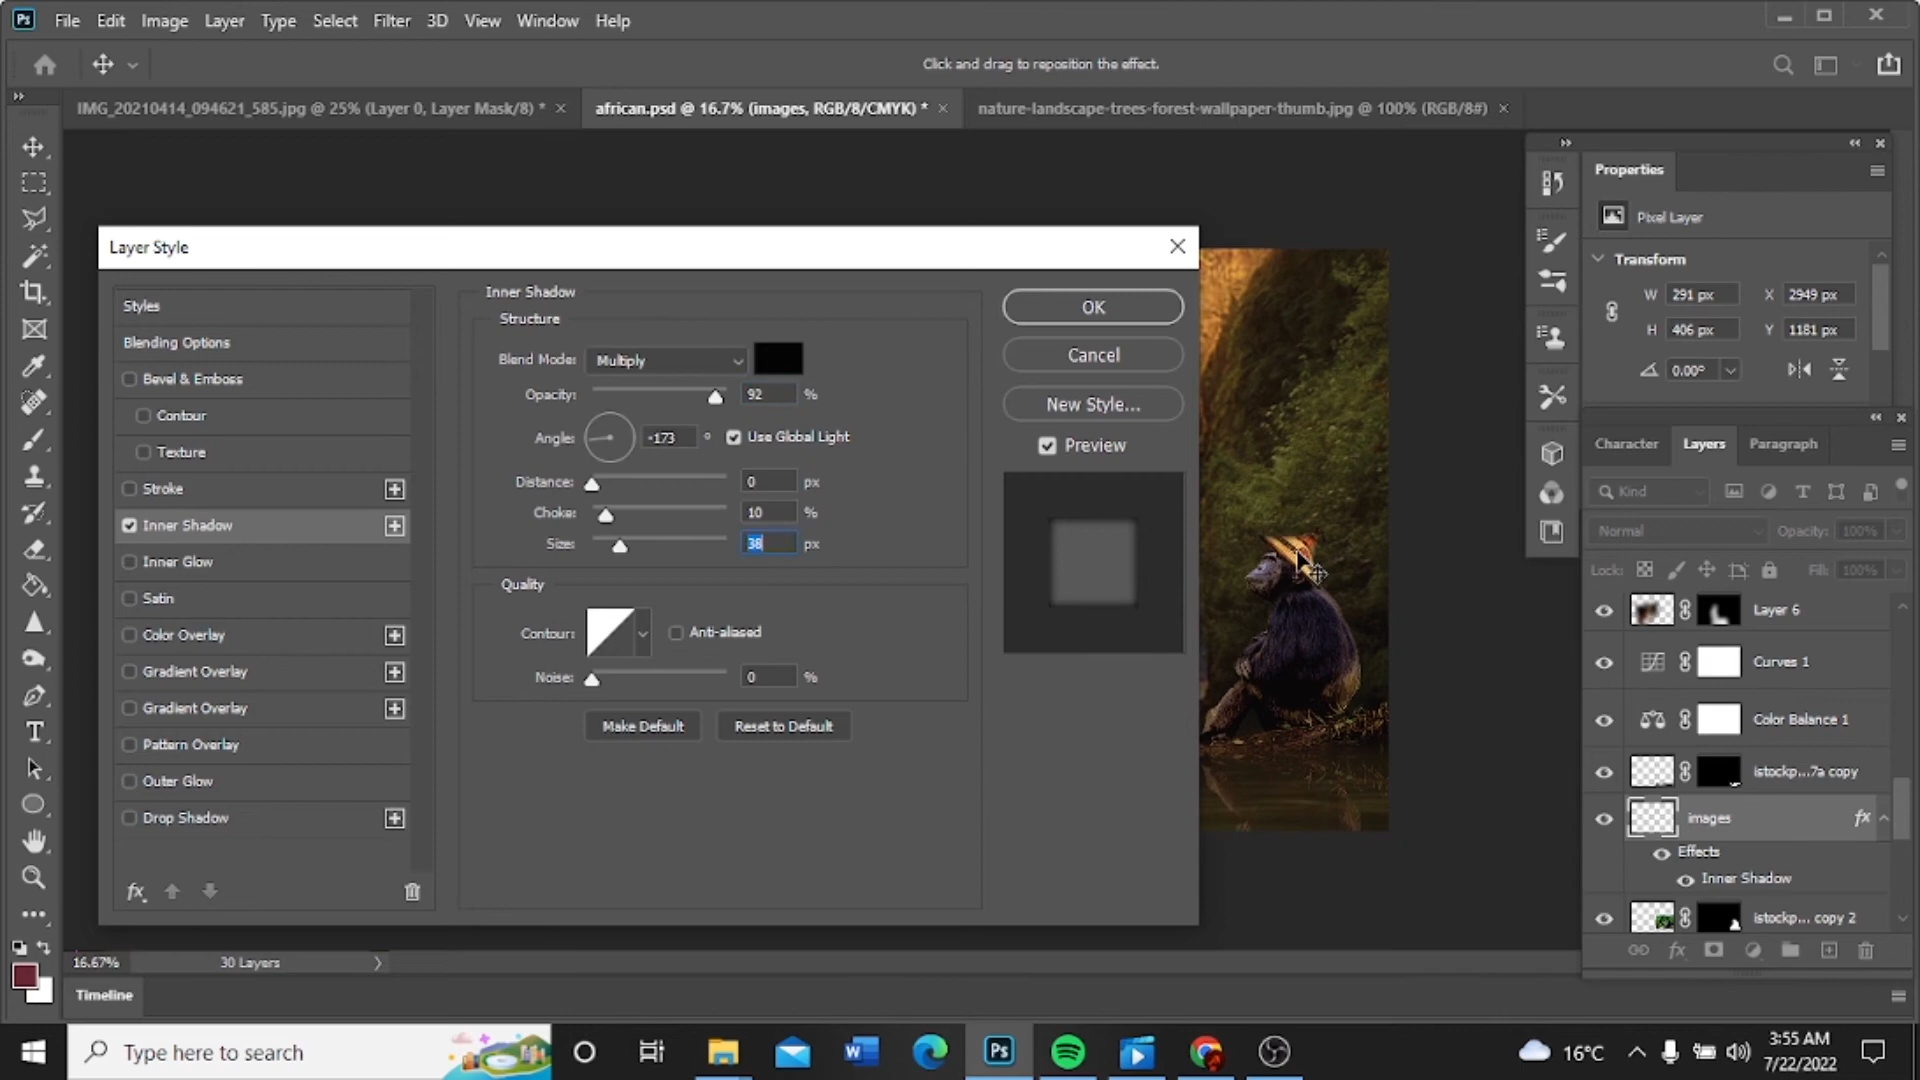 Ps File Edit Image Layer Type Select Filter 3D View Window Help
Click and drag to reposition the effect.
IMG_20210414_094621_585.jpg @ 25% (Layer 0, Layer Mask/8) *
african.psd @ 16.7% (images, RGB/8/CMYK) *
nature-landscape-trees-forest-wallpaper-thumb.jpg @ 100% (RGB/8#)
Layer Style
Styles
Blending Options
Bevel & Emboss
Contour
Texture
Stroke
Inner Shadow
Inner Glow
Satin
Color Overlay
Gradient Overlay
Gradient Overlay
Pattern Overlay
Outer Glow
Drop Shadow
fx
Inner Shadow
Structure
Blend Mode: Multiply
Opacity: 92 %
Angle: -173 ° Use Global Light
Distance: 0 px
Choke: 10 %
Size: 38 px
Quality
Contour: Anti-aliased
Noise: 0 %
Make Default Reset to Default
OK
Cancel
New Style...
Preview
Properties
Pixel Layer
Transform
W 291 px X 2949 px
H 406 px Y 1181 px
0.00°
Character Layers Paragraph
Kind
Normal Opacity: 100%
Lock: Fill: 100%
Layer 6
Curves 1
Color Balance 1
istockp...7a copy
images fx
Effects
Inner Shadow
istockp... copy 2
fx
16.67% 30 Layers
Timeline
Type here to search
W
Ps
16°C
3:55 AM
7/22/2022